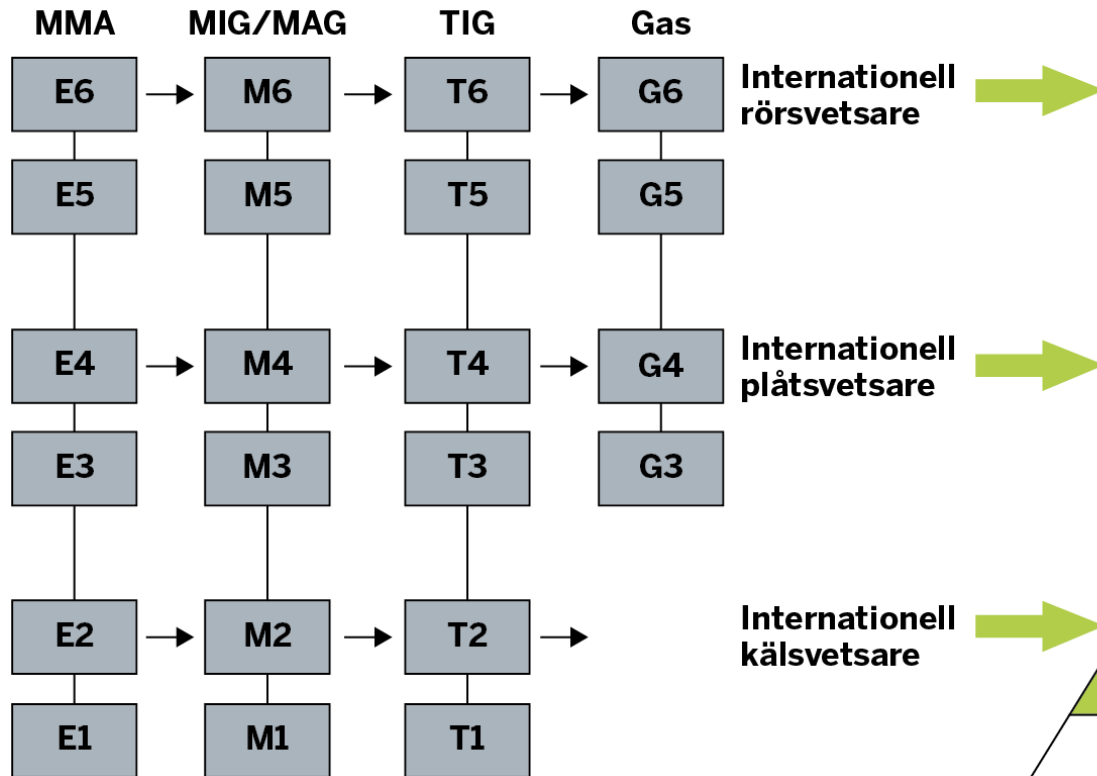 MMA MIG/MAG TIG Gas
E6 M6 T6 G6 Internationell
rörsvetsare
E5 M5 T5 G5
E4 M4 T4 G4 Internationell
plåtsvetsare
E3 M3 T3 G3
E2 M2 T2 Internationell
kälsvetsare
E1 M1 T1